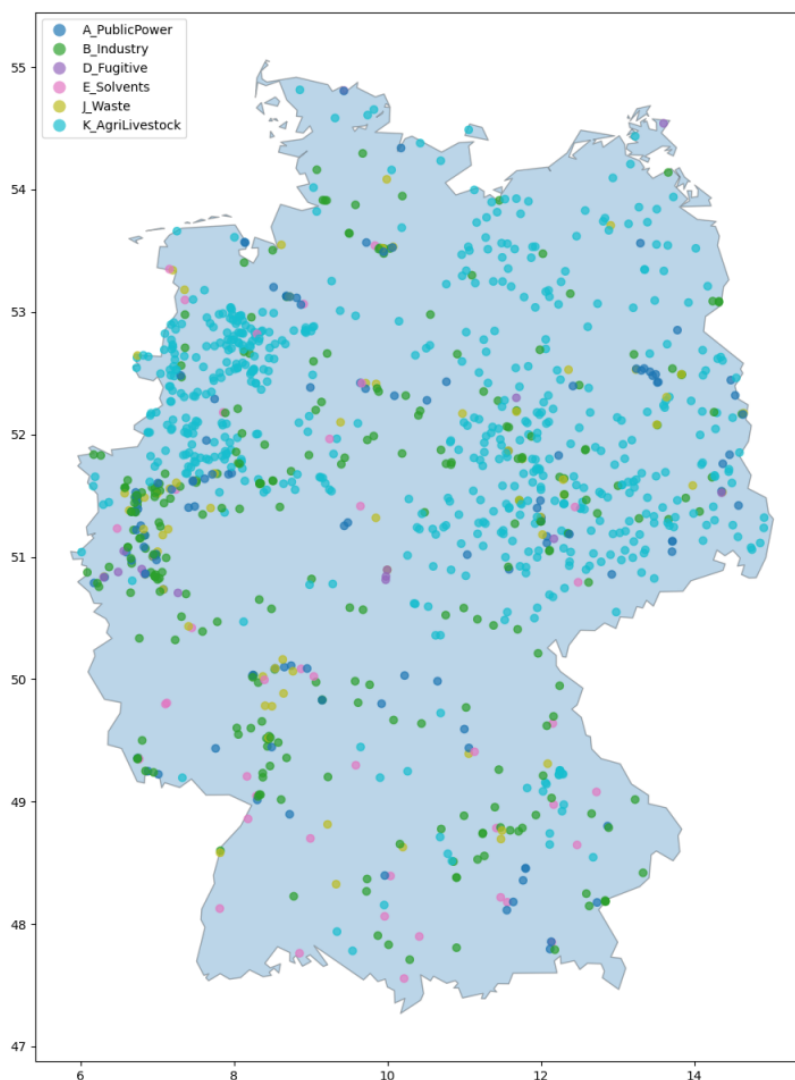 A_PublicPower
B_Industry
D_Fugitive
E_Solvents
J_Waste
K_AgriLivestock
55
54
53
52
51
50
49
48
47
6
8
10
12
14